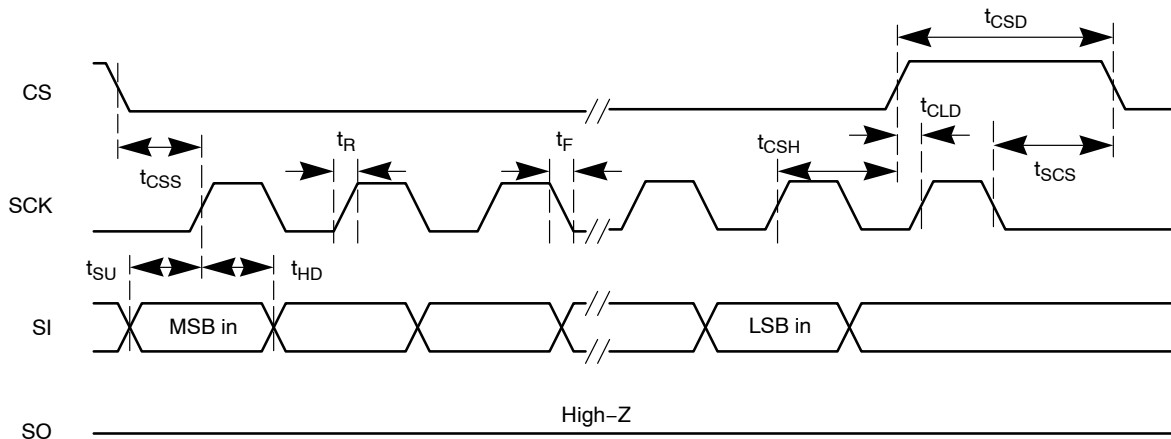 tCSD
CS
tCLD
tR
tF
tCSH
tCSS
tSCS
SCK
tSU
tHD
SI
MSB in
LSB in
High−Z
SO